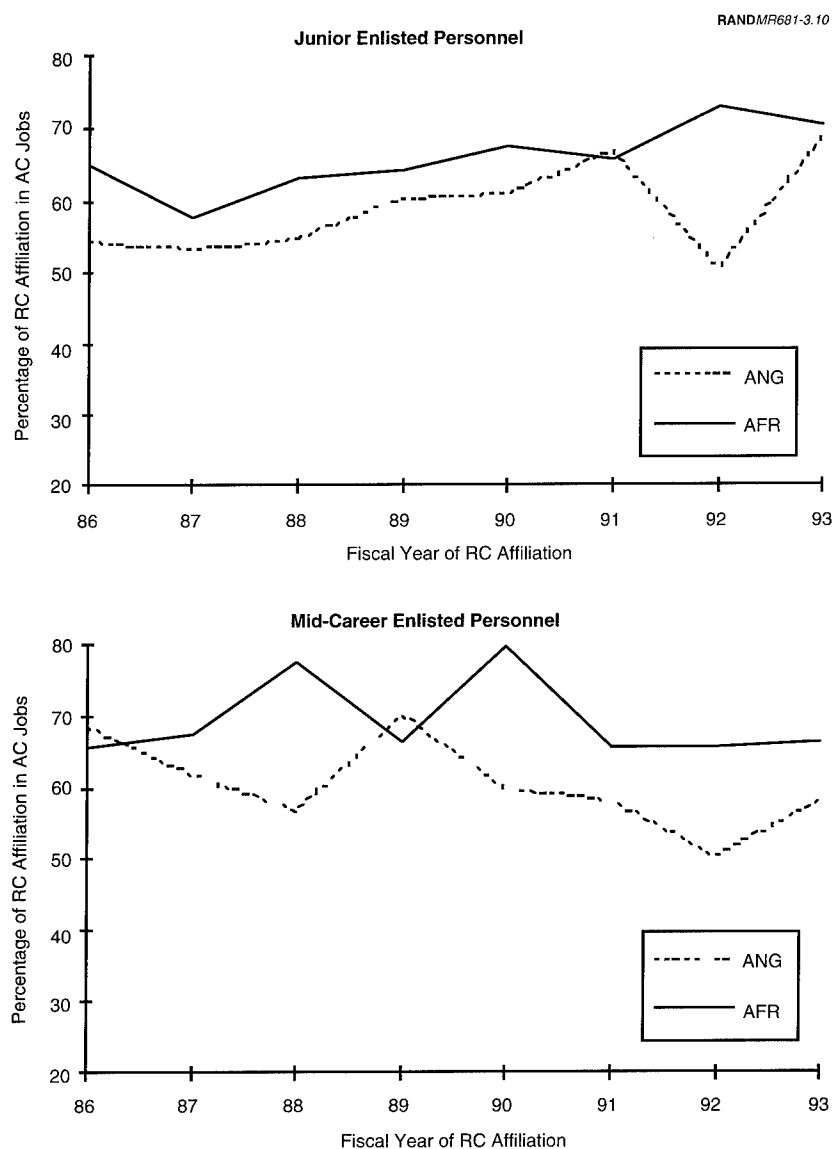 RANDMR681-3.10
Junior Enlisted Personnel
Percentage of RC Affiliation in AC Jobs
80
70
60
50
40
30
20
ANG
AFR
86 87 88 89 90 91 92 93
Fiscal Year of RC Affiliation
Mid-Career Enlisted Personnel
Percentage of RC Affiliation in AC Jobs
80
70
60
50
40
30
20
ANG
AFR
86 87 88 89 90 91 92 93
Fiscal Year of RC Affiliation